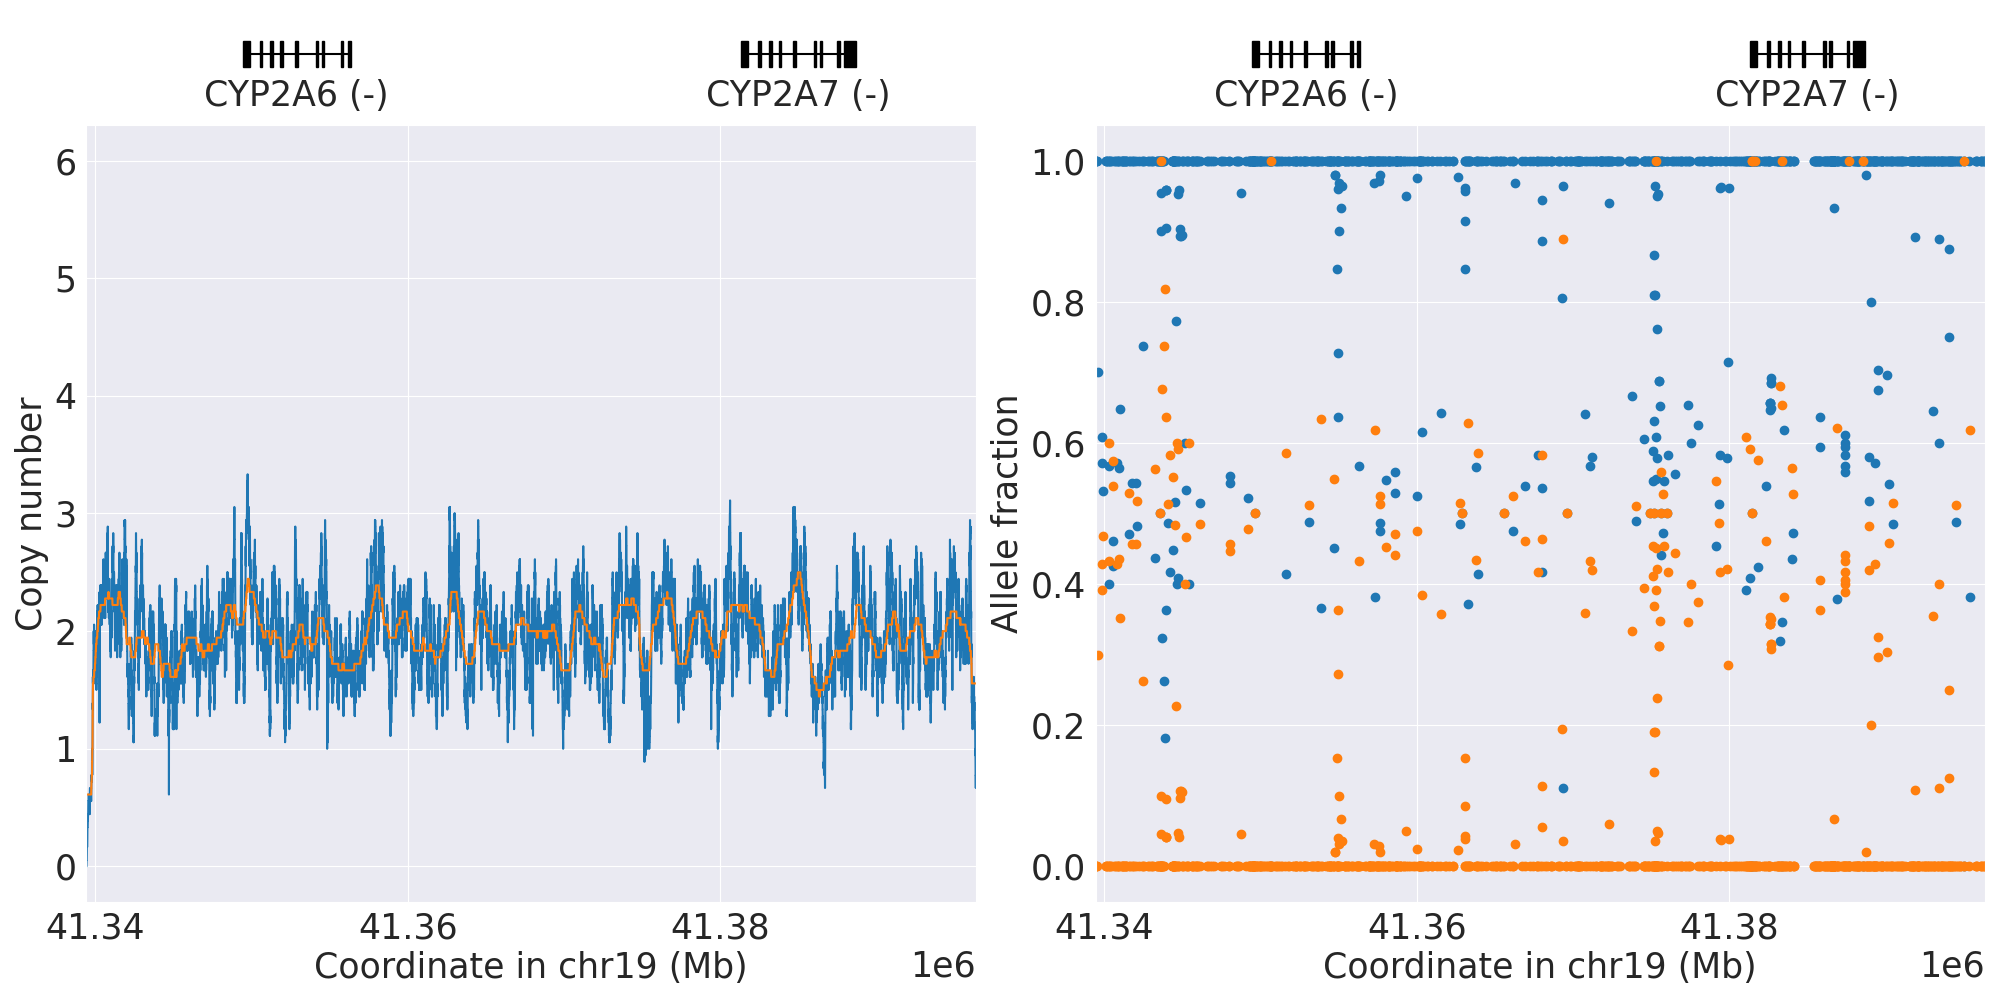 CYP2A6 (-)
CYP2A7 (-)
6
5
4
3
2
1
0
Copy number
41.34
41.36
41.38
Coordinate in chr19 (Mb)
1e6
CYP2A6 (-)
CYP2A7 (-)
1.0
0.8
0.6
0.4
0.2
0.0
Allele fraction
41.34
41.36
41.38
Coordinate in chr19 (Mb)
1e6